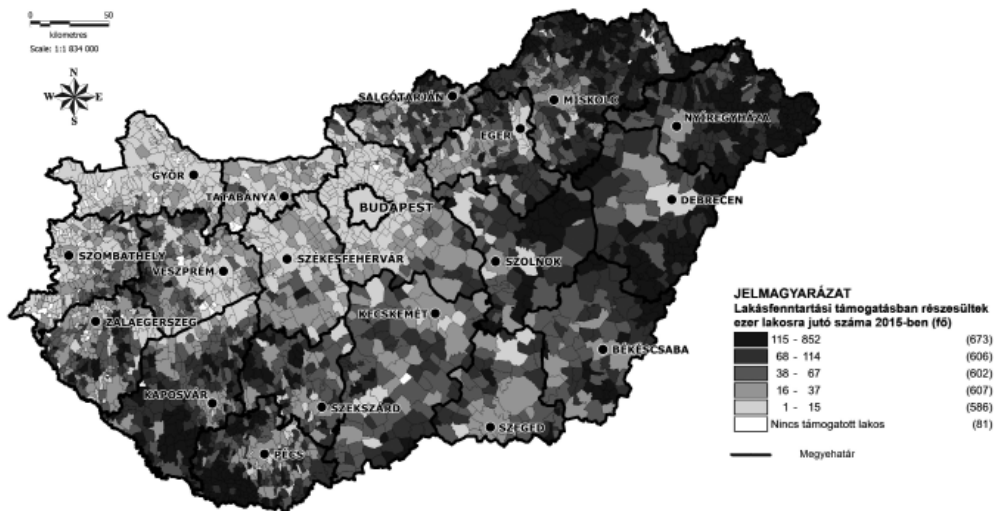 0 50
kilometres
Scale: 1:1 834 000
N
W E
S
SALGÓTARJÁN
MISKOLC
NYÍREGYHÁZA
EGER
GYŐR
TATABÁNYA
BUDAPEST
DEBRECEN
SZOMBATHELY
VESZPRÉM
SZÉKESFEHÉRVÁR
SZOLNOK
ZALAEGERSZEG
KECSKEMÉT
BÉKÉSCSABA
KAPOSVÁR
SZEKSZÁRD
SZEGED
PÉCS
JELMAGYARÁZAT
Lakásfenntartási támogatásban részesültek
ezer lakosra jutó száma 2015-ben (fő)
115 - 852 (673)
68 - 114 (606)
38 - 67 (602)
16 - 37 (607)
1 - 15 (586)
Nincs támogatott lakos (81)
Megyehatár